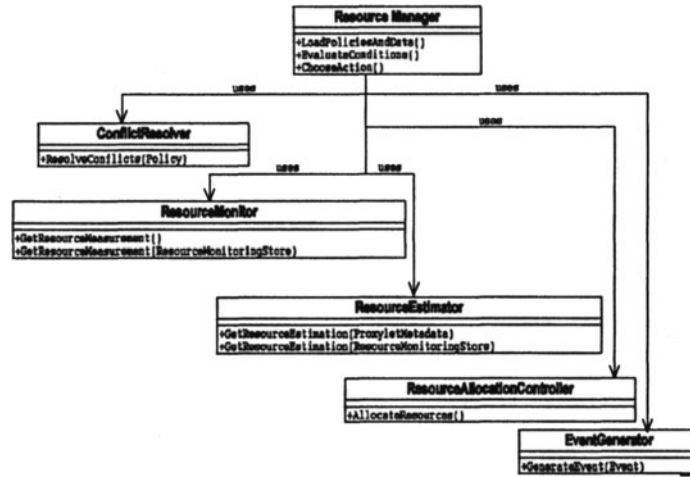 Resource Manager
+LoadPoliciesAndData()
+EvaluateConditions()
+ChooseAction()
uses
uses
uses
ConflictResolver
+ResolveConflicts(Policy)
uses
uses
ResourceMonitor
+GetResourceMeasurement()
+GetResourceMeasurement(ResourceMonitoringStore)
ResourceEstimator
+GetResourceEstimation(ProxyletMetadata)
+GetResourceEstimation(ResourceMonitoringStore)
ResourceAllocationController
+AllocateResources()
EventGenerator
+GenerateEvent(Event)